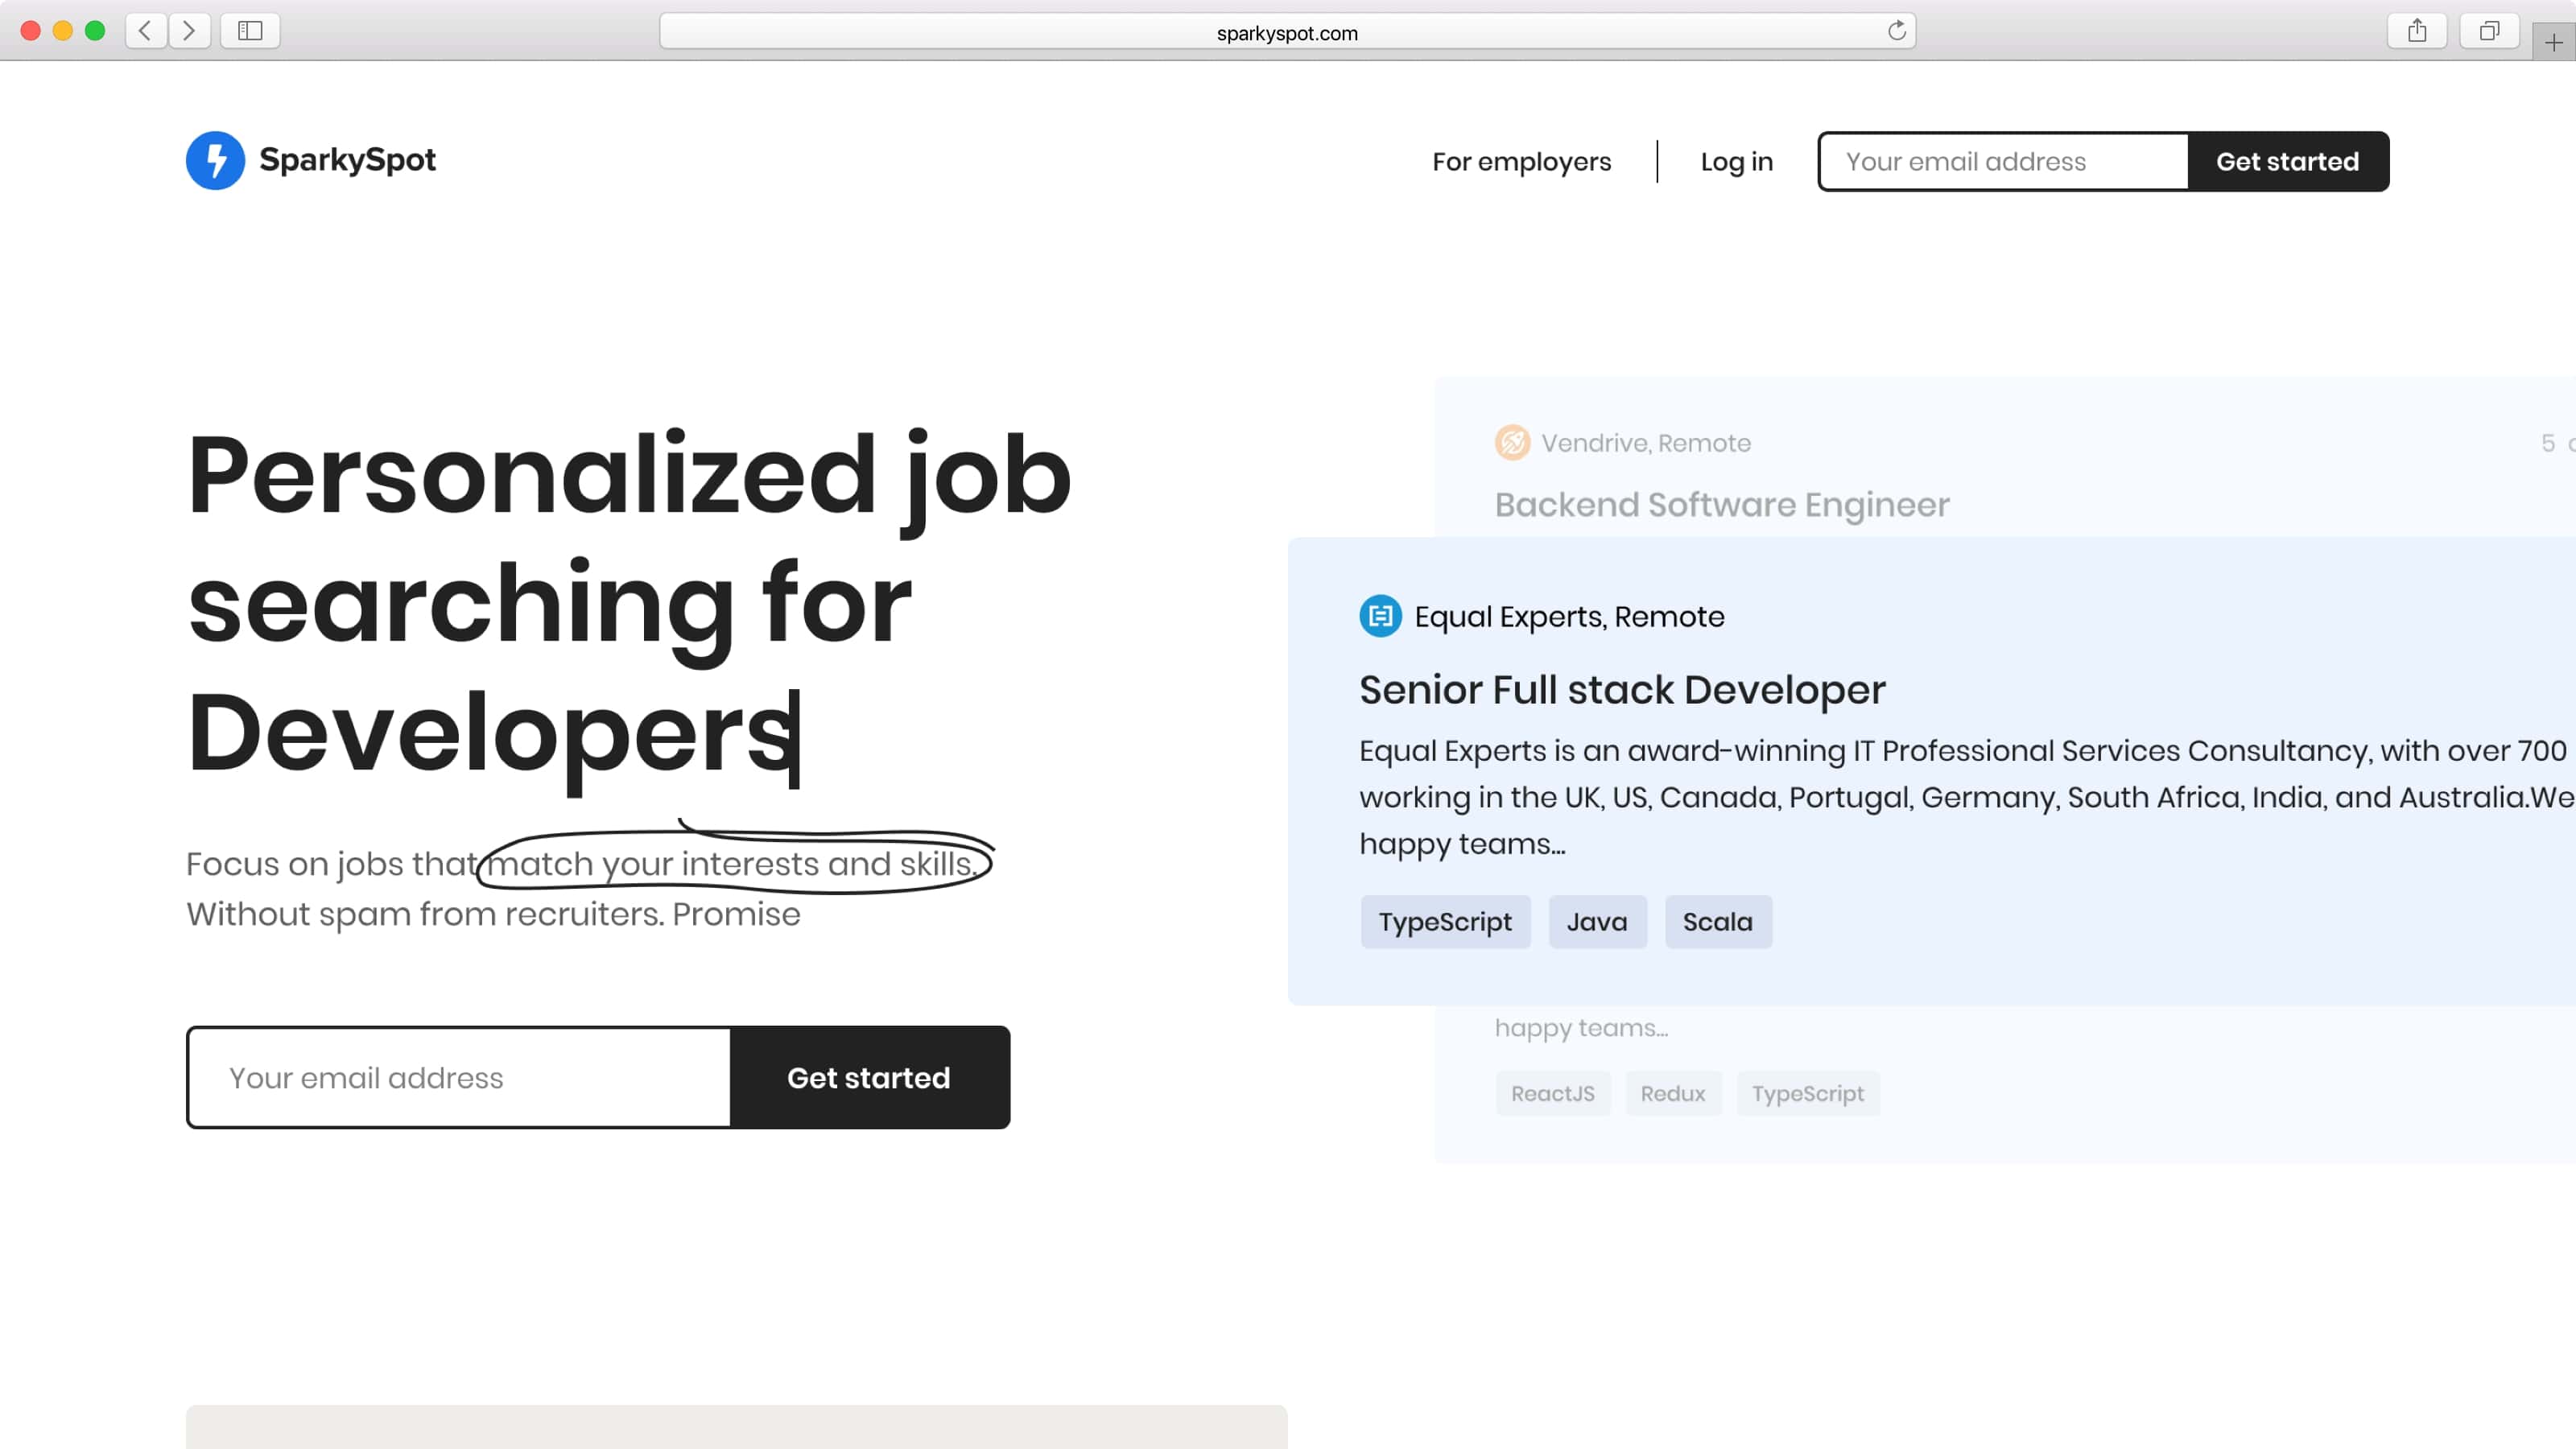 sparkyspot.com
SparkySpot
For employers
Log in
Your email address
Get started
Personalized job
searching for
Developers
Focus on jobs that match your interests and skills.
Without spam from recruiters. Promise
Your email address
Get started
Vendrive, Remote
5
Backend Software Engineer
Equal Experts, Remote
Senior Full stack Developer
Equal Experts is an award-winning IT Professional Services Consultancy, with over 700
working in the UK, US, Canada, Portugal, Germany, South Africa, India, and Australia.We
happy teams...
TypeScript Java Scala
happy teams...
ReactJS Redux TypeScript